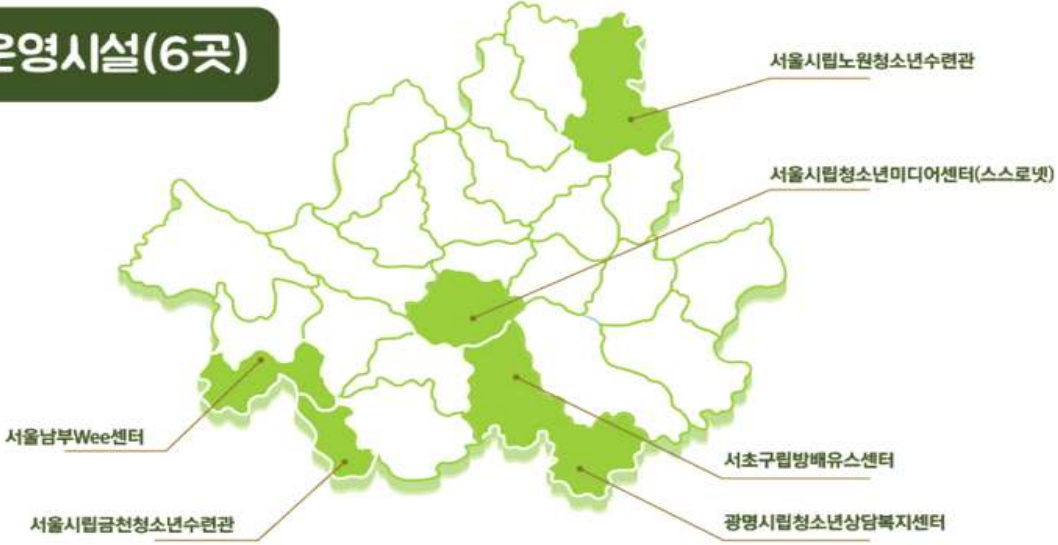 운영시설(6곳)
서울시립노원청소년수련관
서울시립청소년미디어센터(스스로넷)
서울남부Wee센터
서초구립방배유스센터
서울시립금천청소년수련관
광명시립청소년상담복지센터